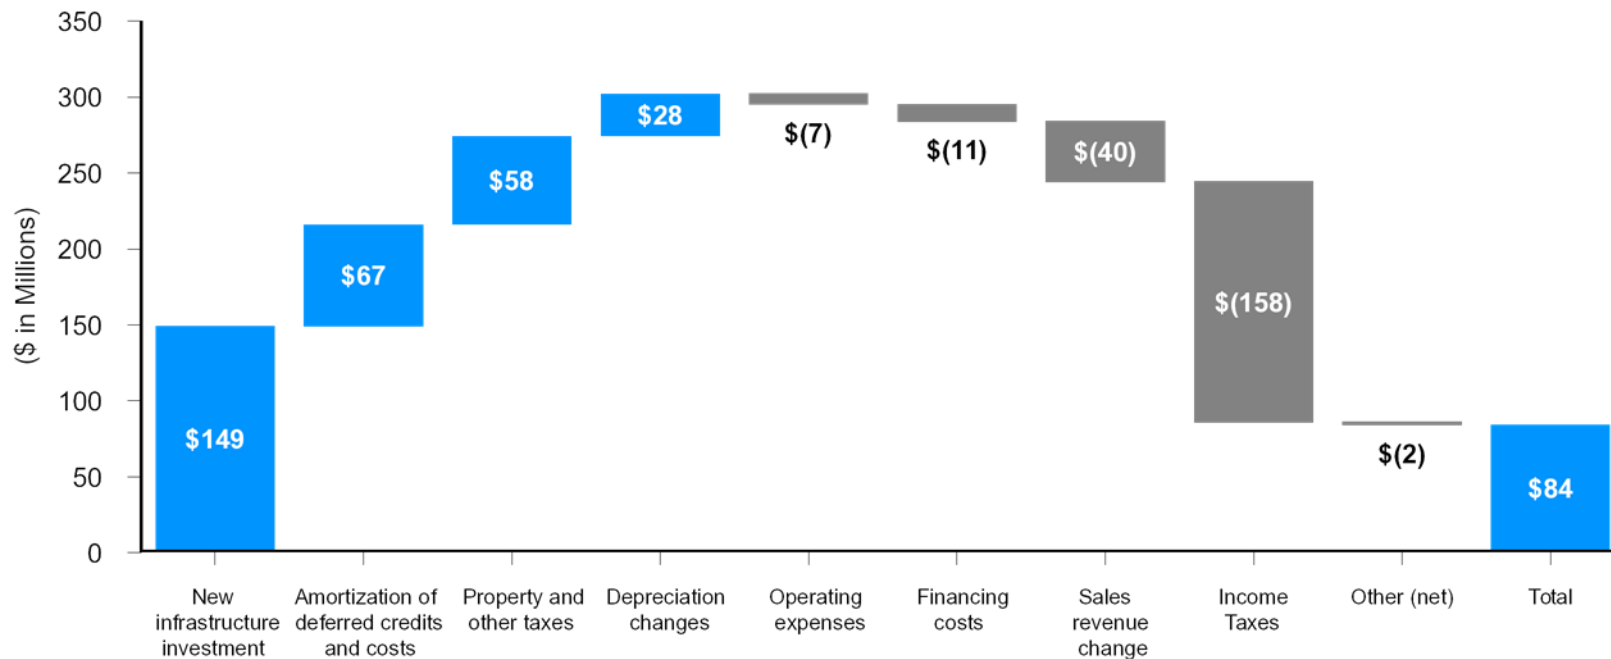 350
300
250
200
150
100
50
0
($ in Millions)
$149
$67
$58
$28
$(7)
$(11)
$(40)
$(158)
$(2)
$84
New
infrastructure
investment
Amortization of
deferred credits
and costs
Property and
other taxes
Depreciation
changes
Operating
expenses
Financing
costs
Sales
revenue
change
Income
Taxes
Other (net)
Total